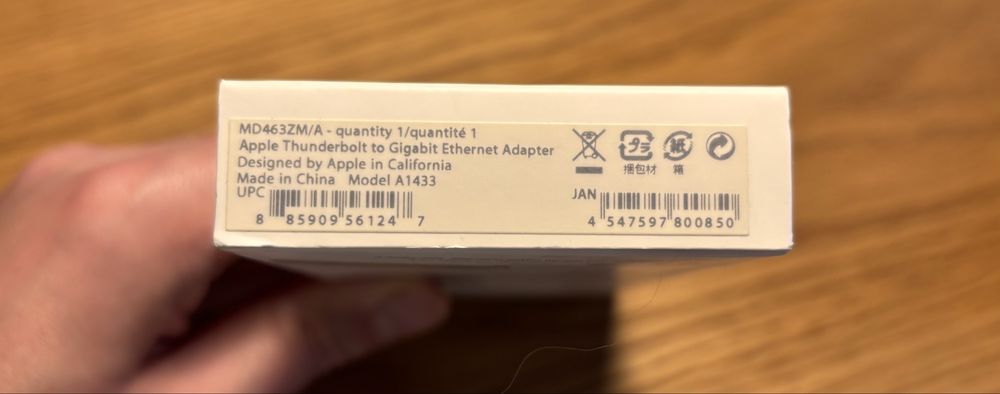 MD463ZM/A - quantity 1/quantité 1
Apple Thunderbolt to Gigabit Ethernet Adapter
Designed by Apple in California
Made in China Model A1433
UPC
8 85909 56124 7
プラ
捆包材
紙
箱
JAN
4 547597 800850